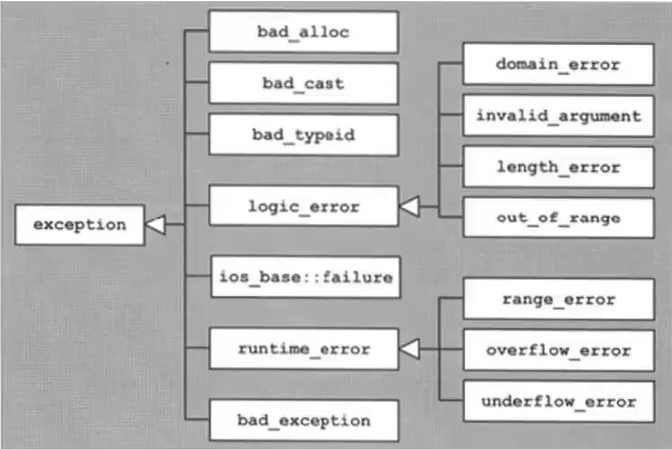 exception
bad_alloc
bad_cast
bad_typeid
logic_error
ios_base::failure
runtime_error
bad_exception
domain_error
invalid_argument
length_error
out_of_range
range_error
overflow_error
underflow_error